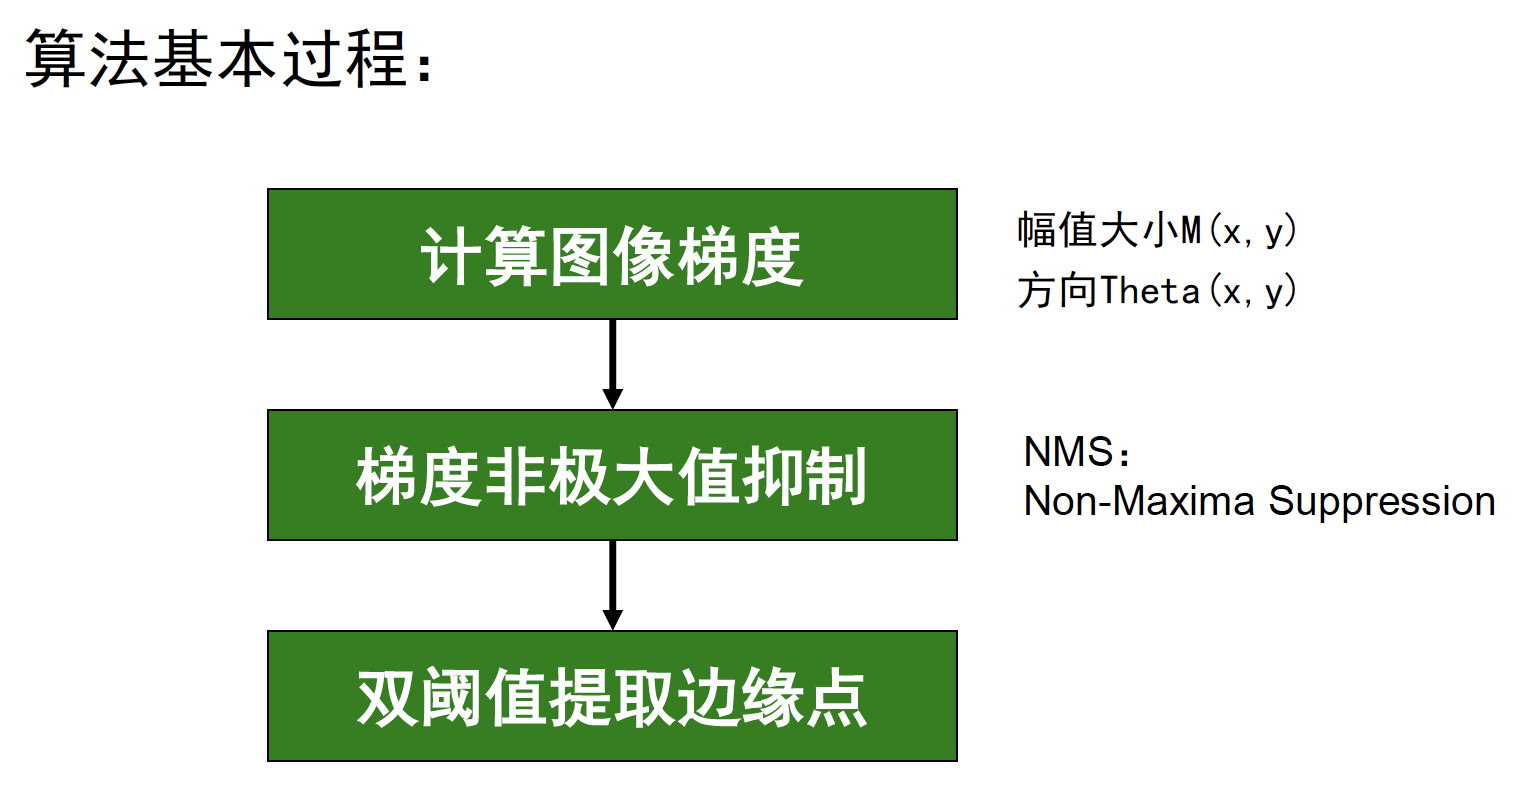 算法基本过程：
计算图像梯度
幅值大小M(x,y)
方向Theta(x,y)
梯度非极大值抑制
NMS：
Non-Maxima Suppression
双阈值提取边缘点